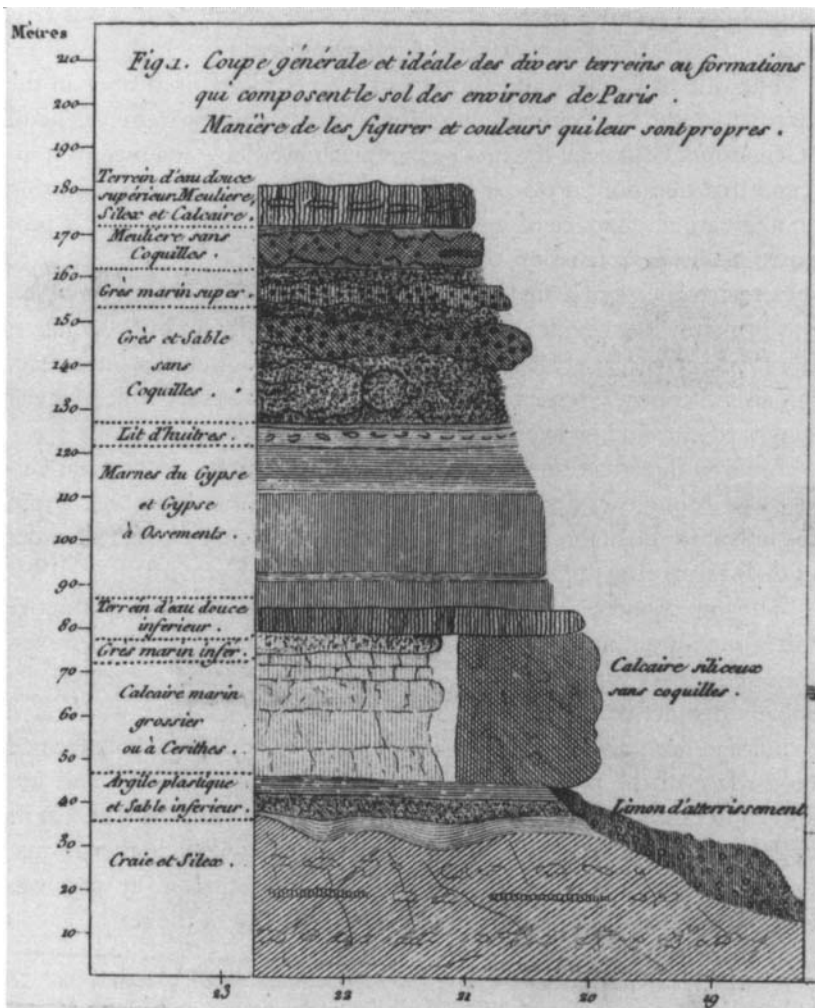 Mètres
Fig. 1. Coupe générale et idéale des divers terreins ou formations
qui composent le sol des environs de Paris.
Manière de les figurer et couleurs qui leur sont propres.
210
200
190
180
170
160
150
140
130
120
110
100
90
80
70
60
50
40
30
20
10
Terrein d'eau douce
supérieur Meulière,
Silex et Calcaire.
Meulière sans
Coquilles.
Grès marin super.
Grès et Sable
sans
Coquilles.
Lit d'huitres.
Marnes du Gypse
et Gypse
à Ossements.
Terrein d'eau douce
inférieur.
Grès marin infér.
Calcaire marin
grossier
ou à Cerithes.
Argile plastique
et Sable inférieur.
Craie et Silex.
Calcaire siliceux
sans coquilles.
Limon d'atterrissement
23
22
21
20
19